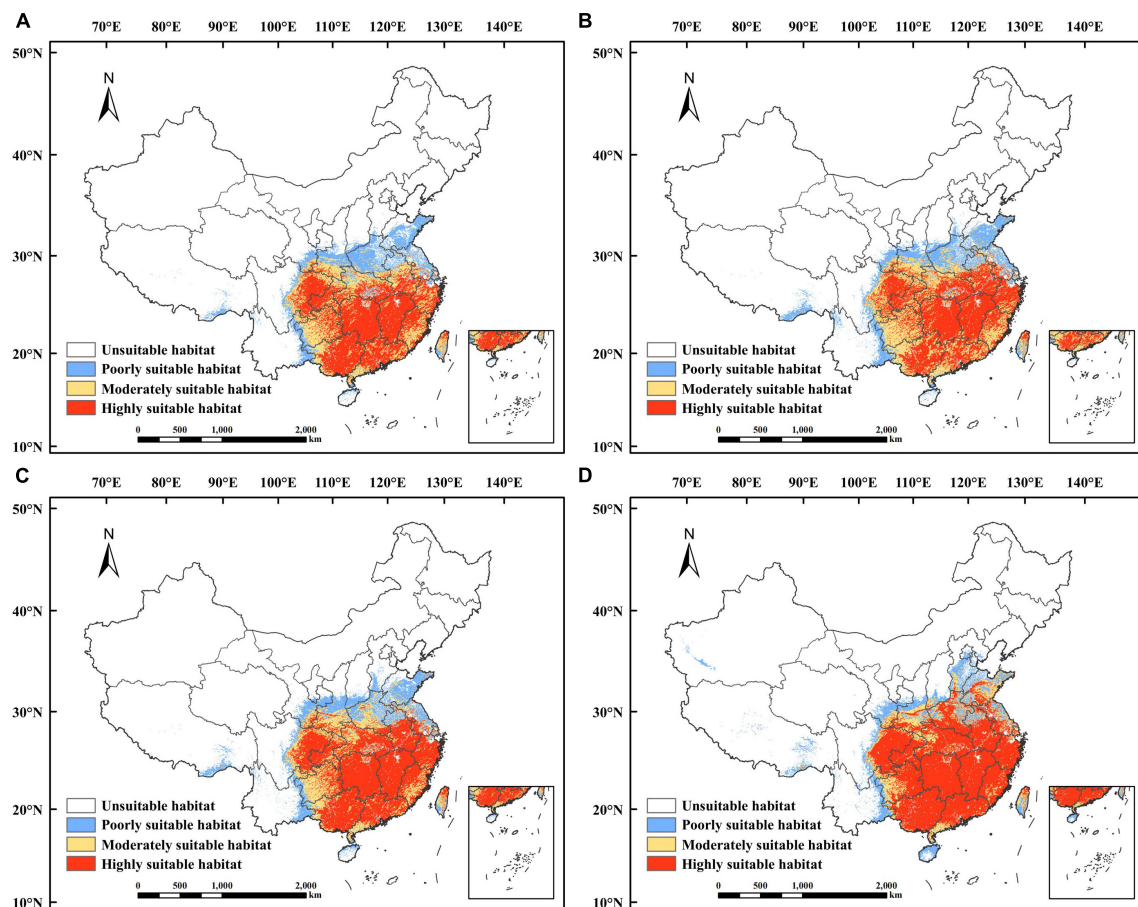 A
70°E 80°E 90°E 100°E 110°E 120°E 130°E 140°E
50°N
40°N
30°N
20°N
10°N
N
Unsuitable habitat
Poorly suitable habitat
Moderately suitable habitat
Highly suitable habitat
0 500 1,000 2,000
km
B
70°E 80°E 90°E 100°E 110°E 120°E 130°E 140°E
50°N
40°N
30°N
20°N
10°N
N
Unsuitable habitat
Poorly suitable habitat
Moderately suitable habitat
Highly suitable habitat
0 500 1,000 2,000
km
C
70°E 80°E 90°E 100°E 110°E 120°E 130°E 140°E
50°N
40°N
30°N
20°N
10°N
N
Unsuitable habitat
Poorly suitable habitat
Moderately suitable habitat
Highly suitable habitat
0 500 1,000 2,000
km
D
70°E 80°E 90°E 100°E 110°E 120°E 130°E 140°E
50°N
40°N
30°N
20°N
10°N
N
Unsuitable habitat
Poorly suitable habitat
Moderately suitable habitat
Highly suitable habitat
0 500 1,000 2,000
km